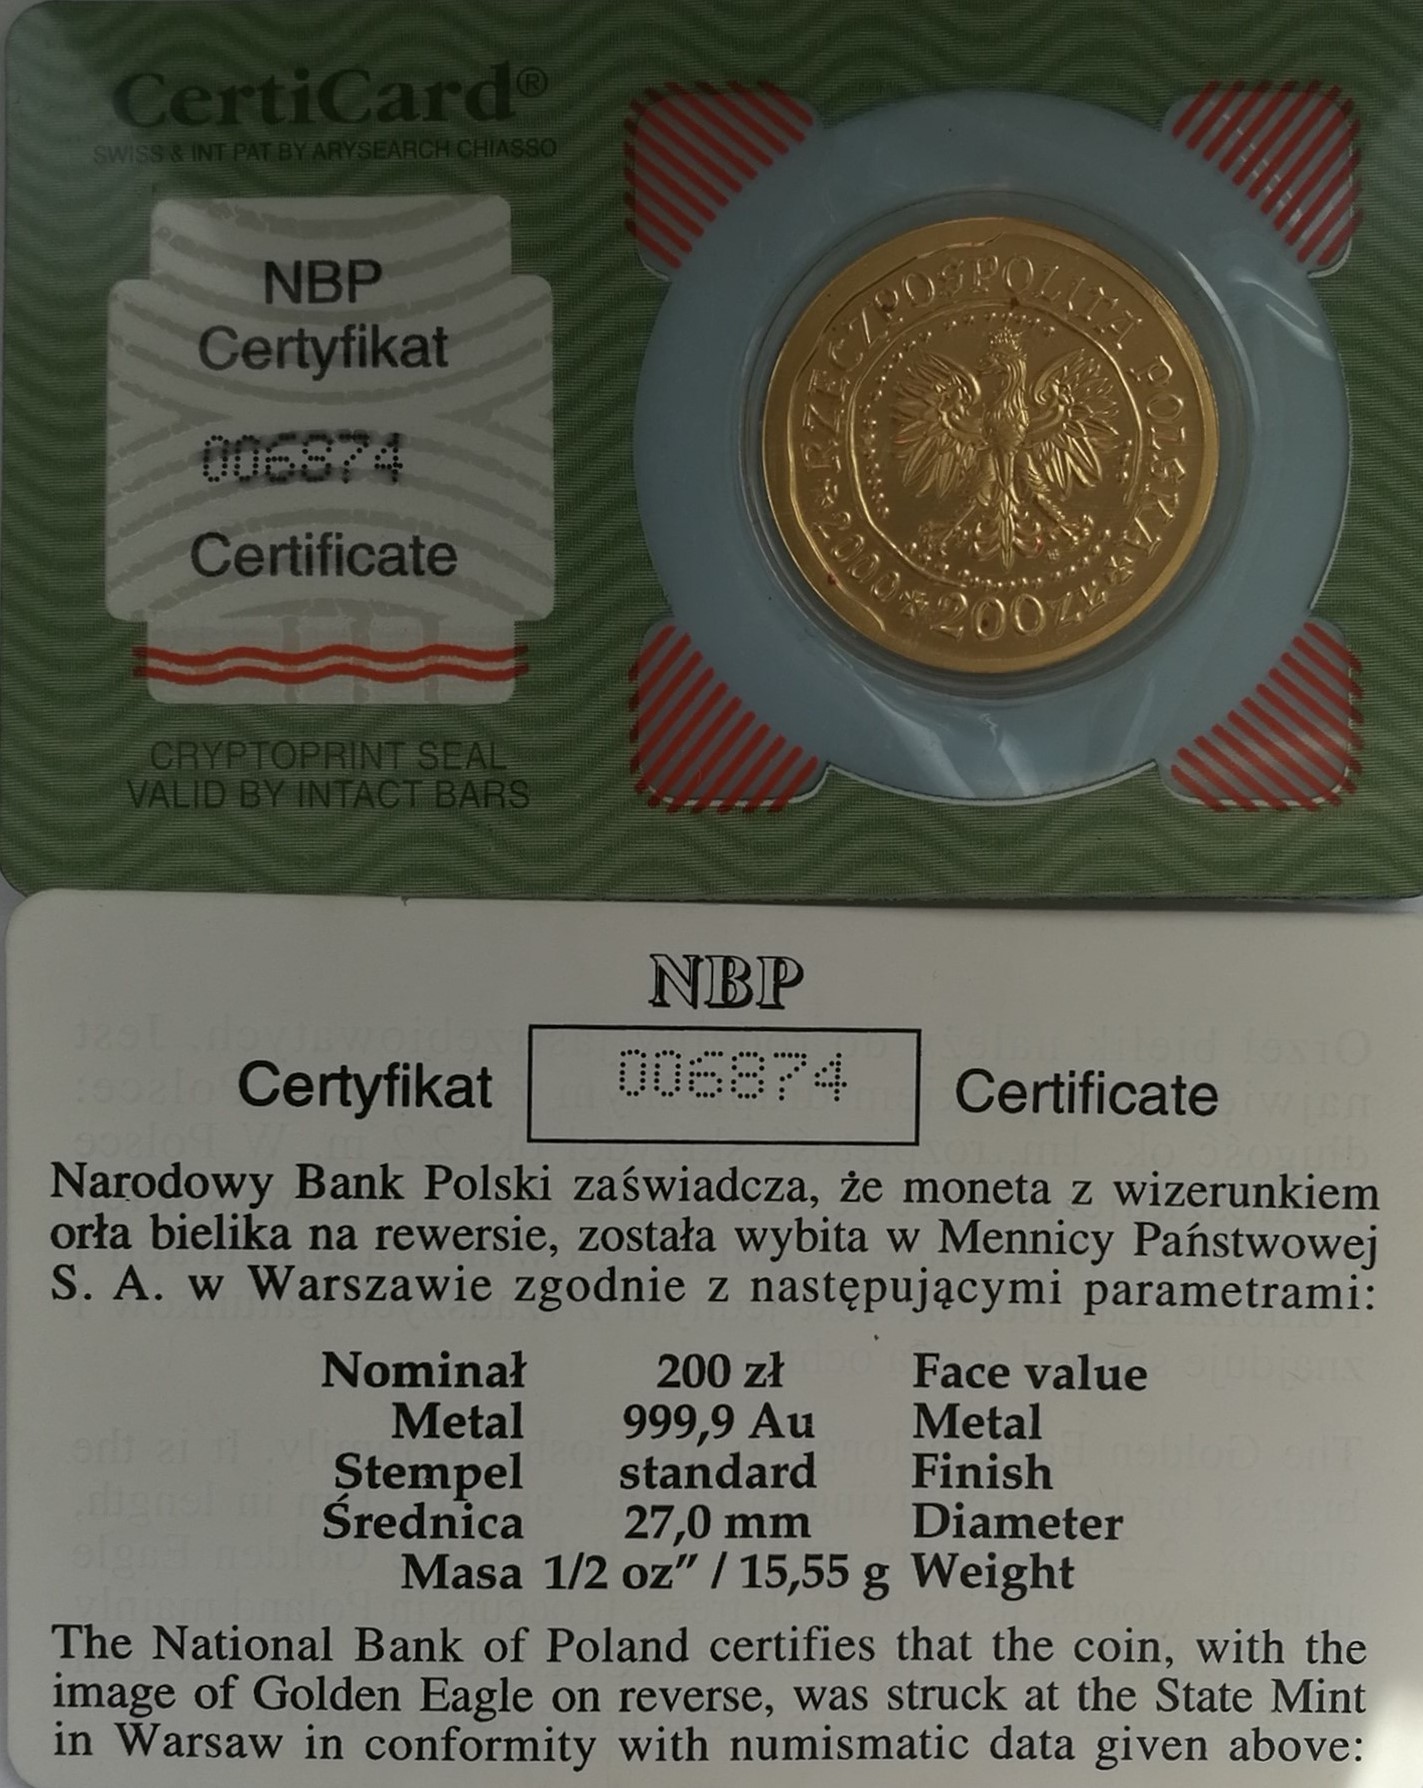 CertiCard®
SWISS & INT PAT BY ARYSEARCH CHIASSO
NBP
Certyfikat
006874
Certificate
CRYPTOPRINT SEAL
VALID BY INTACT BARS
RZECZPOSPOLITA POLSKA
2000 200 ZŁ
NBP
Certyfikat 006874 Certificate
Narodowy Bank Polski zaświadcza, że moneta z wizerunkiem
orła bielika na rewersie, została wybita w Mennicy Państwowej
S. A. w Warszawie zgodnie z następującymi parametrami:
Nominał 200 zł Face value
Metal 999,9 Au Metal
Stempel standard Finish
Średnica 27,0 mm Diameter
Masa 1/2 oz″ / 15,55 g Weight
The National Bank of Poland certifies that the coin, with the
image of Golden Eagle on reverse, was struck at the State Mint
in Warsaw in conformity with numismatic data given above: